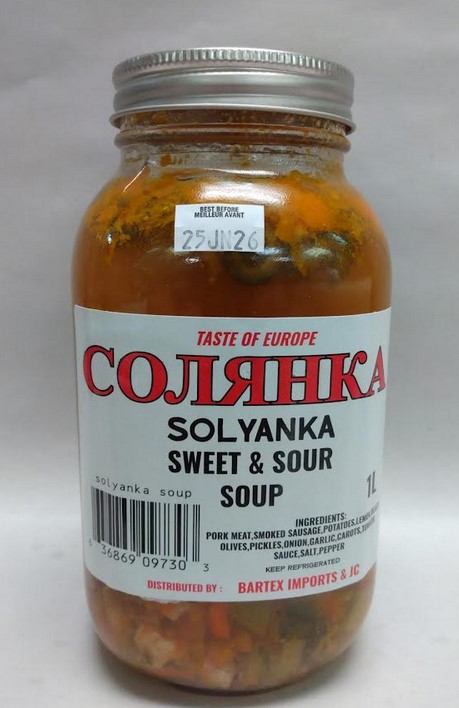 BEST BEFORE
MEILLEUR AVANT
25JN26
TASTE OF EUROPE
СОЛЯНКА
SOLYANKA
SWEET & SOUR
SOUP
1L
solyanka soup
6 36869 09730 3
INGREDIENTS:
PORK MEAT,SMOKED SAUSAGE,POTATOES,LEMON,
OLIVES,PICKLES,ONION,GARLIC,CAROTS,
SAUCE,SALT,PEPPER
KEEP REFRIGERATED
DISTRIBUTED BY : BARTEX IMPORTS & JC